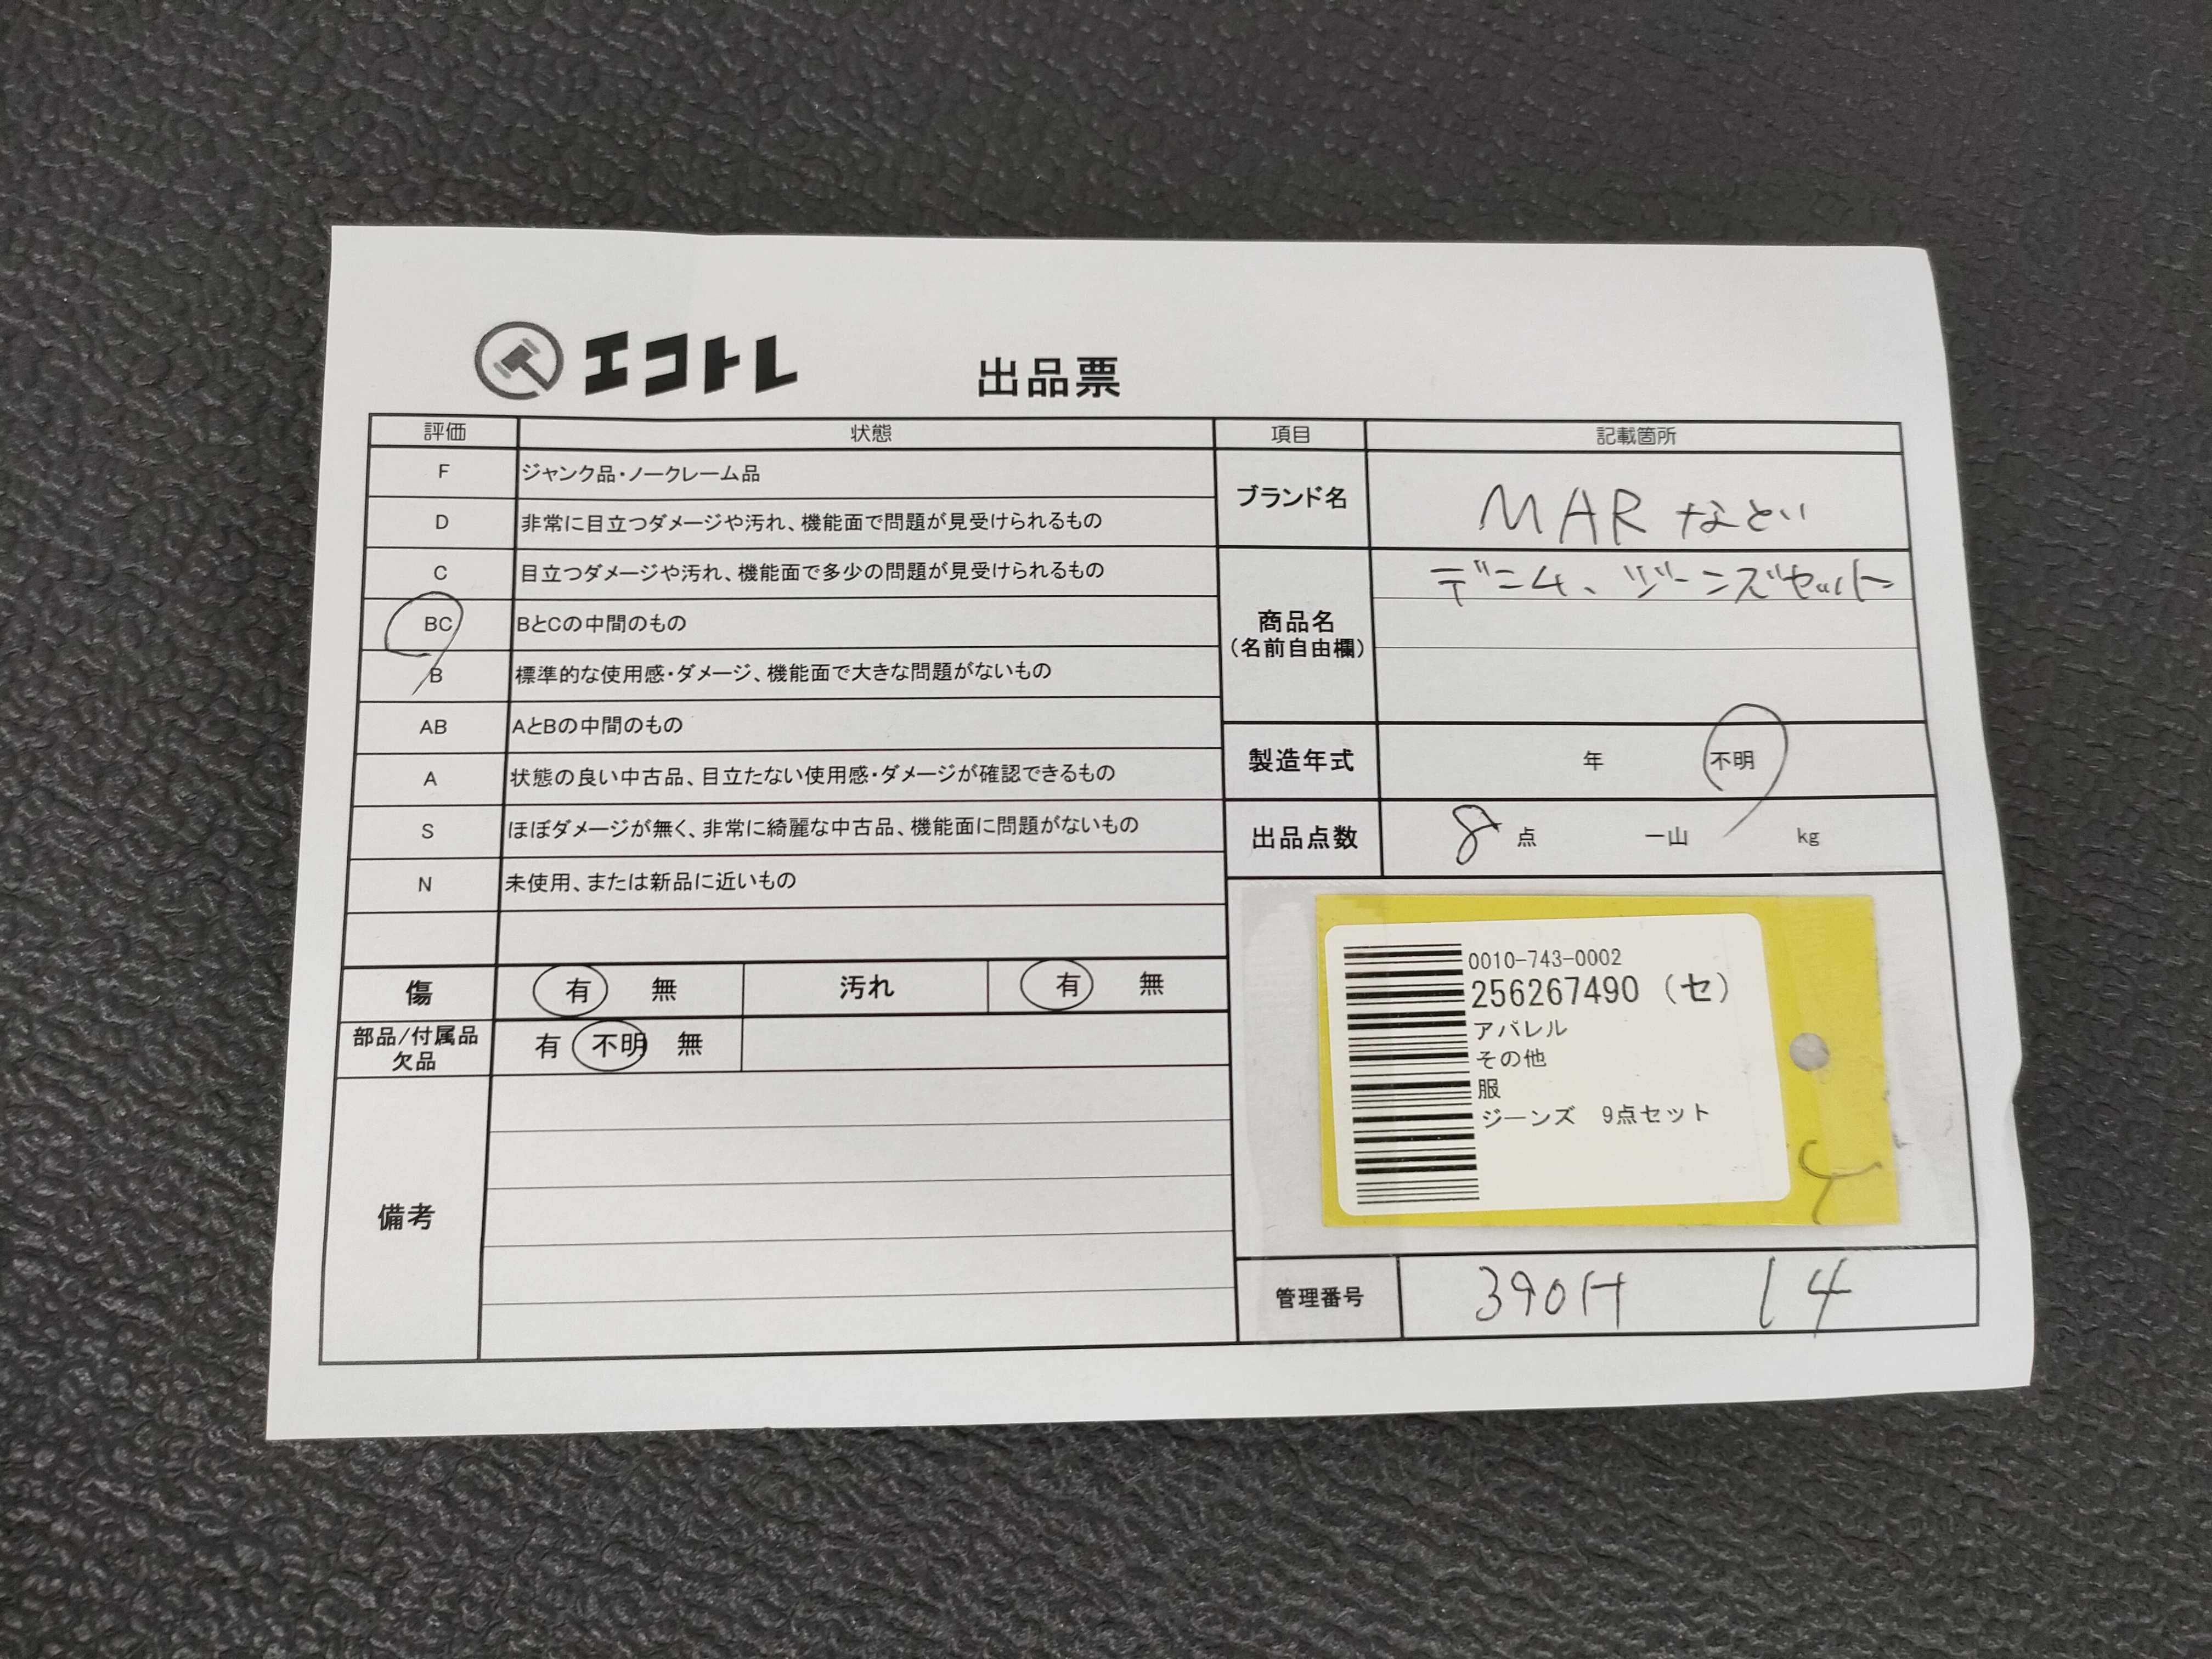 エコトレ 出品票
評価 状態 項目 記載箇所
F ジャンク品・ノークレーム品
D 非常に目立つダメージや汚れ、機能面で問題が見受けられるもの
C 目立つダメージや汚れ、機能面で多少の問題が見受けられるもの
BC BとCの中間のもの
B 標準的な使用感・ダメージ、機能面で大きな問題がないもの
AB AとBの中間のもの
A 状態の良い中古品、目立たない使用感・ダメージが確認できるもの
S ほぼダメージが無く、非常に綺麗な中古品、機能面に問題がないもの
N 未使用、または新品に近いもの
傷 有 無 汚れ 有 無
部品/付属品
欠品
有 不明 無
備考
ブランド名 MAR など
商品名
(名前自由欄)
デニム、ジーンズセット
製造年式 年 不明
出品点数 8 点 一山 kg
0010-743-0002
256267490 (セ)
アパレル
その他
服
ジーンズ 9点セット
管理番号 390H 14